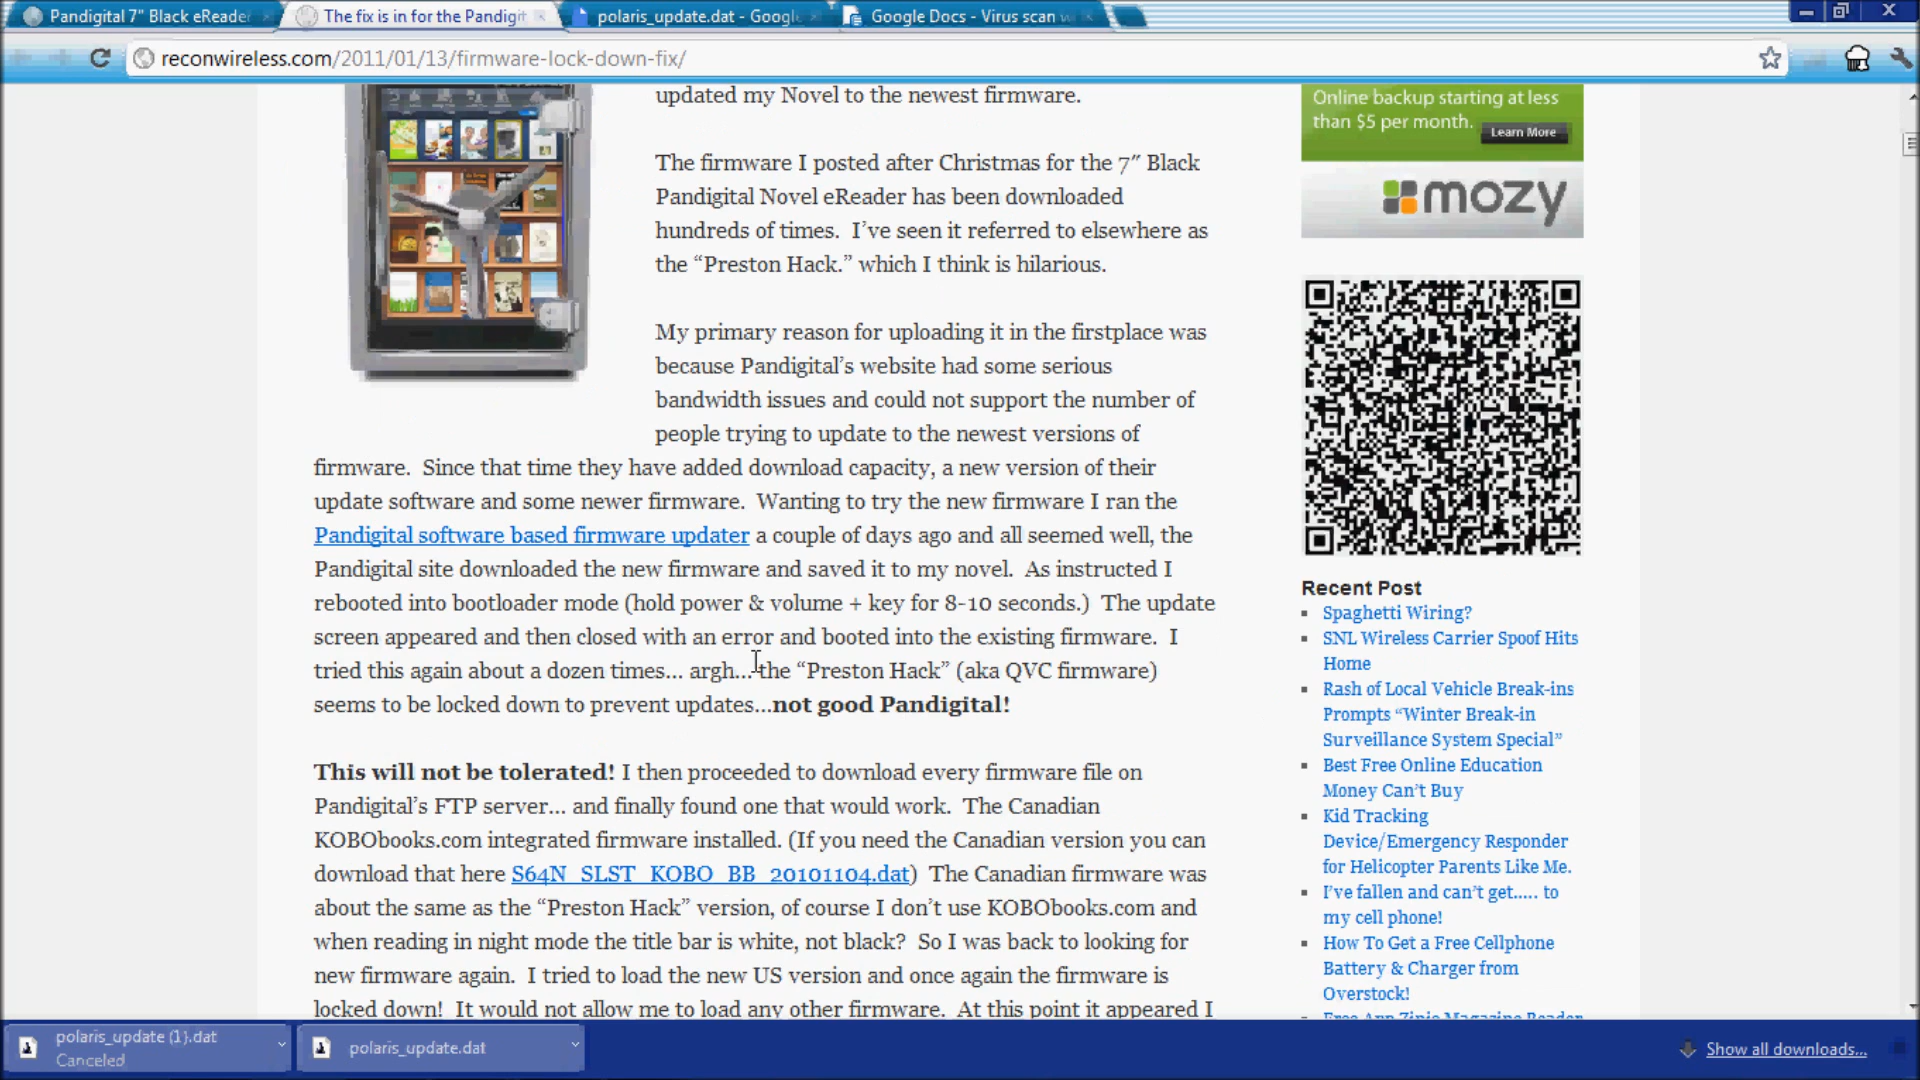 Pandigital 7" Black eReader
The fix is in for the Pandigit
polaris_update.dat - Googl
Google Docs - Virus scan w
reconwireless.com/2011/01/13/firmware-lock-down-fix/
updated my Novel to the newest firmware.
The firmware I posted after Christmas for the 7″ Black
Pandigital Novel eReader has been downloaded
hundreds of times.  I’ve seen it referred to elsewhere as
the “Preston Hack.” which I think is hilarious.
My primary reason for uploading it in the firstplace was
because Pandigital’s website had some serious
bandwidth issues and could not support the number of
people trying to update to the newest versions of
firmware.  Since that time they have added download capacity, a new version of their
update software and some newer firmware.  Wanting to try the new firmware I ran the
Pandigital software based firmware updater a couple of days ago and all seemed well, the
Pandigital site downloaded the new firmware and saved it to my novel.  As instructed I
rebooted into bootloader mode (hold power & volume + key for 8-10 seconds.)  The update
screen appeared and then closed with an error and booted into the existing firmware.  I
tried this again about a dozen times… argh…the “Preston Hack” (aka QVC firmware)
seems to be locked down to prevent updates…not good Pandigital!
This will not be tolerated! I then proceeded to download every firmware file on
Pandigital’s FTP server… and finally found one that would work.  The Canadian
KOBObooks.com integrated firmware installed. (If you need the Canadian version you can
download that here S64N_SLST_KOBO_BB_20101104.dat)  The Canadian firmware was
about the same as the “Preston Hack” version, of course I don’t use KOBObooks.com and
when reading in night mode the title bar is white, not black?  So I was back to looking for
new firmware again.  I tried to load the new US version and once again the firmware is
locked down!  It would not allow me to load any other firmware.  At this point it appeared I
Online backup starting at less
than $5 per month.
Learn More
mozy
Recent Post
Spaghetti Wiring?
SNL Wireless Carrier Spoof Hits
Home
Rash of Local Vehicle Break-ins
Prompts “Winter Break-in
Surveillance System Special”
Best Free Online Education
Money Can’t Buy
Kid Tracking
Device/Emergency Responder
for Helicopter Parents Like Me.
I’ve fallen and can’t get….. to
my cell phone!
How To Get a Free Cellphone
Battery & Charger from
Overstock!
Free App Zinio Magazine Reader
polaris_update (1).dat
Canceled
polaris_update.dat
Show all downloads...